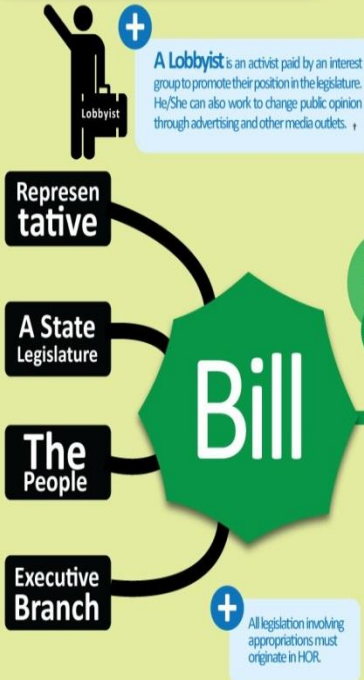 A Lobbyist is an activist paid by an interest
group to promote their position in the legislature.
He/She can also work to change public opinion
through advertising and other media outlets. †
Lobbyist
Represen
tative
A State
Legislature
The
People
Executive
Branch
Bill
All legislation involving
appropriations must
originate in HOR.